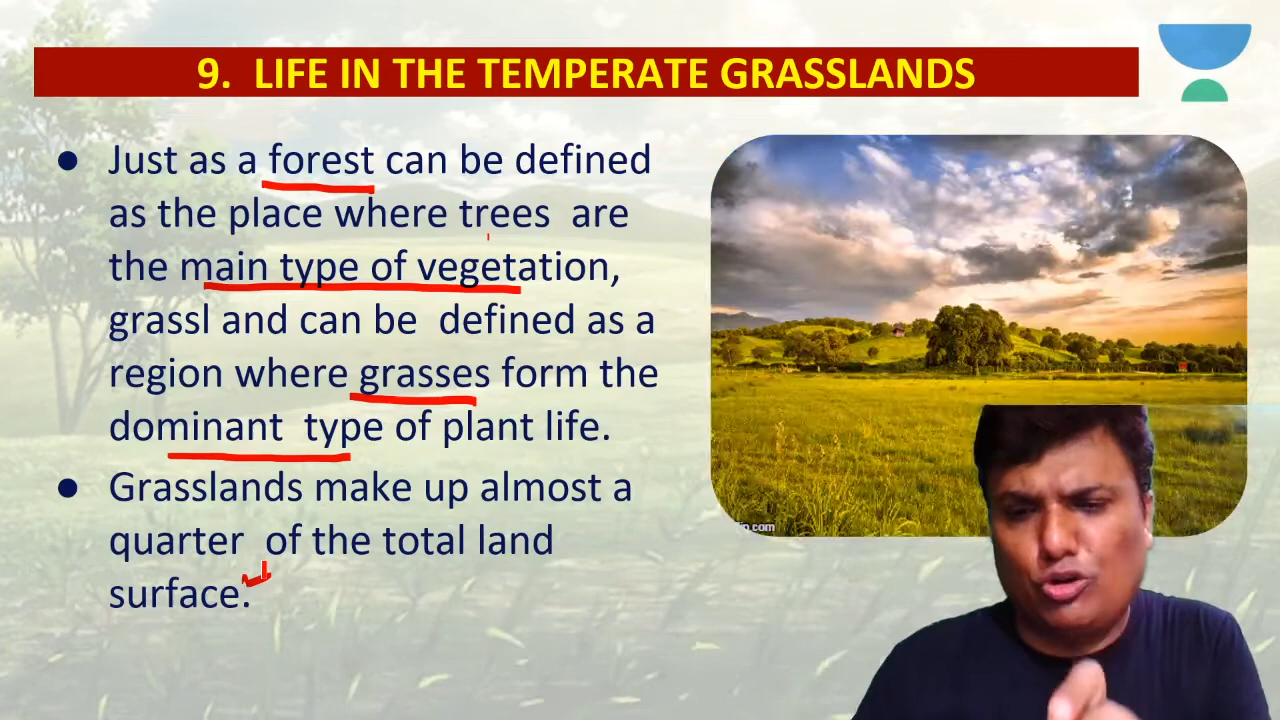 9. LIFE IN THE TEMPERATE GRASSLANDS
● Just as a forest can be defined
as the place where trees are
the main type of vegetation,
grassl and can be defined as a
region where grasses form the
dominant type of plant life.
● Grasslands make up almost a
quarter of the total land
surface.